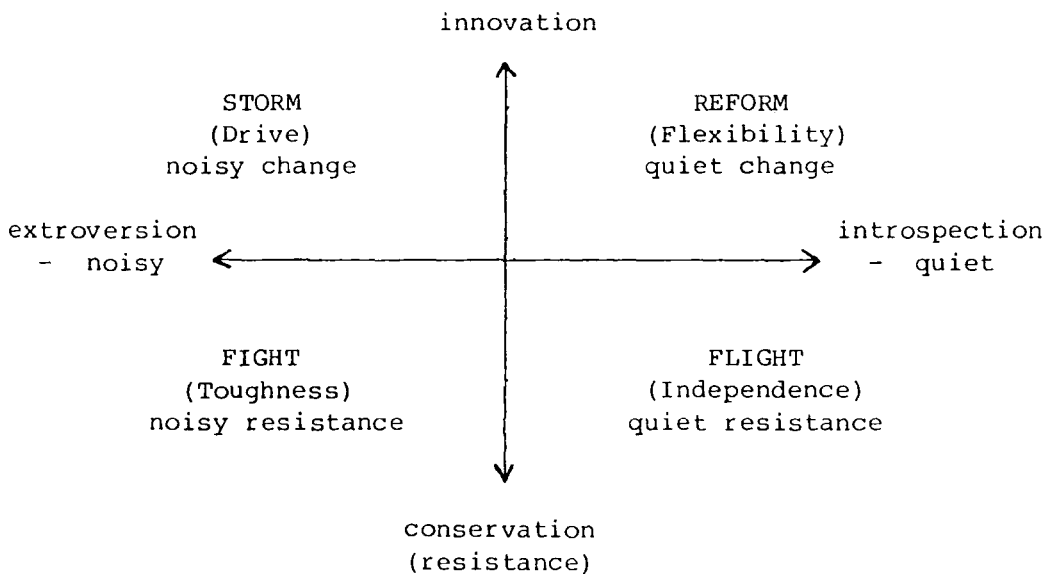 innovation
STORM
(Drive)
noisy change
REFORM
(Flexibility)
quiet change
extroversion
- noisy
introspection
- quiet
FIGHT
(Toughness)
noisy resistance
FLIGHT
(Independence)
quiet resistance
conservation
(resistance)